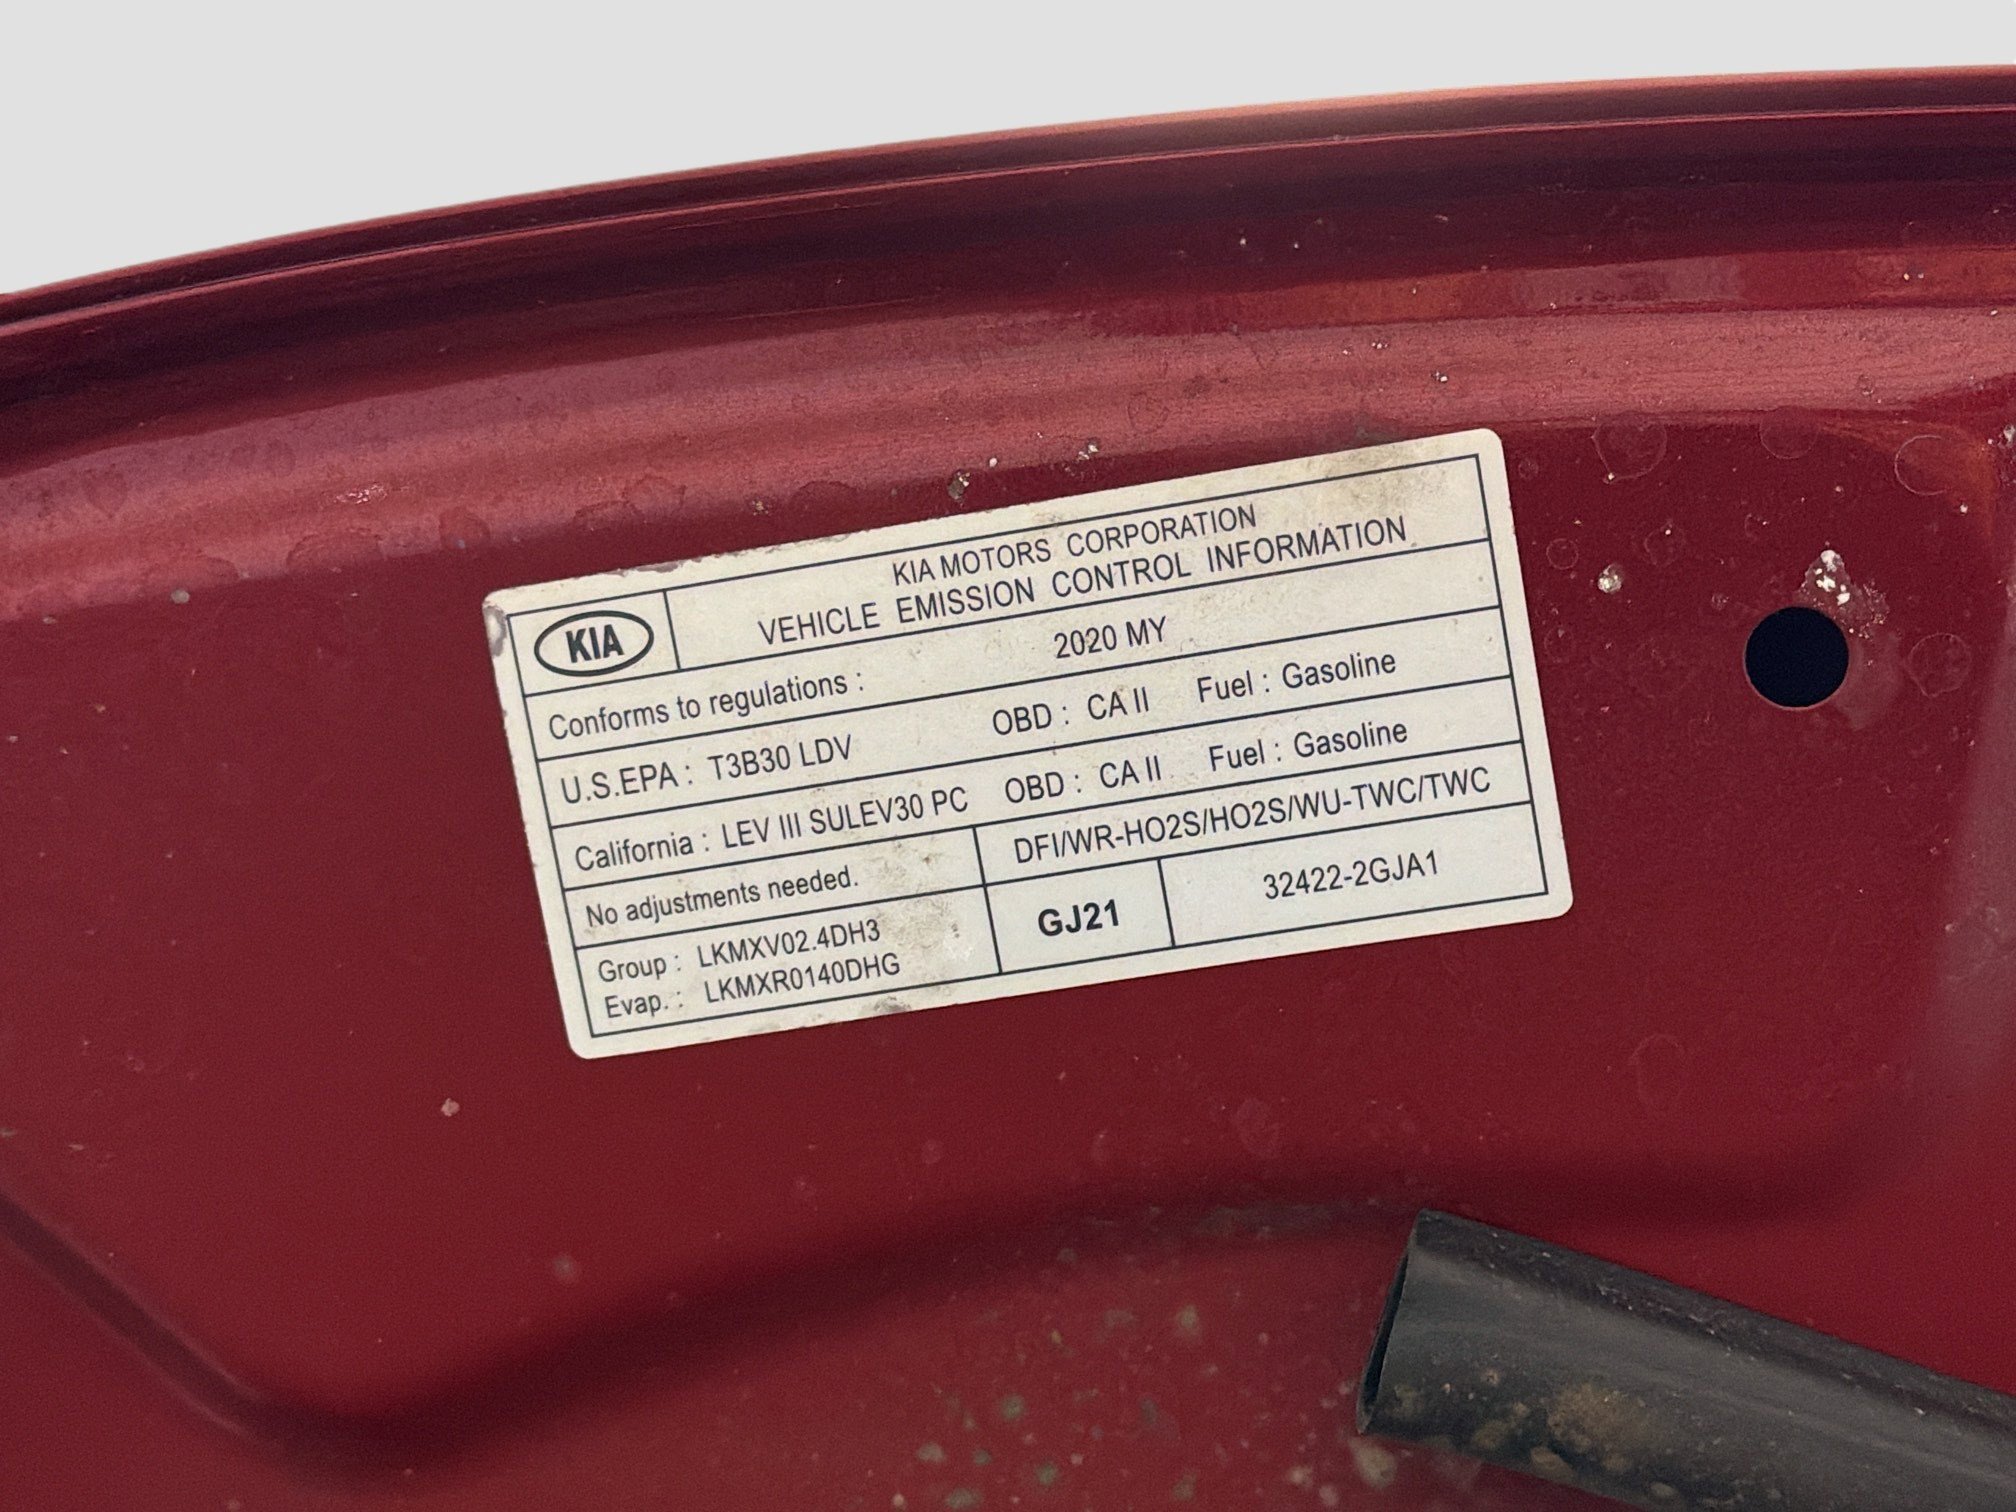 KIA MOTORS CORPORATION
KIA
VEHICLE EMISSION CONTROL INFORMATION
Conforms to regulations : 2020 MY
U.S.EPA : T3B30 LDV OBD : CA II Fuel : Gasoline
California : LEV III SULEV30 PC OBD : CA II Fuel : Gasoline
No adjustments needed. DFI/WR-HO2S/HO2S/WU-TWC/TWC
Group : LKMXV02.4DH3
Evap. : LKMXR0140DHG
GJ21
32422-2GJA1